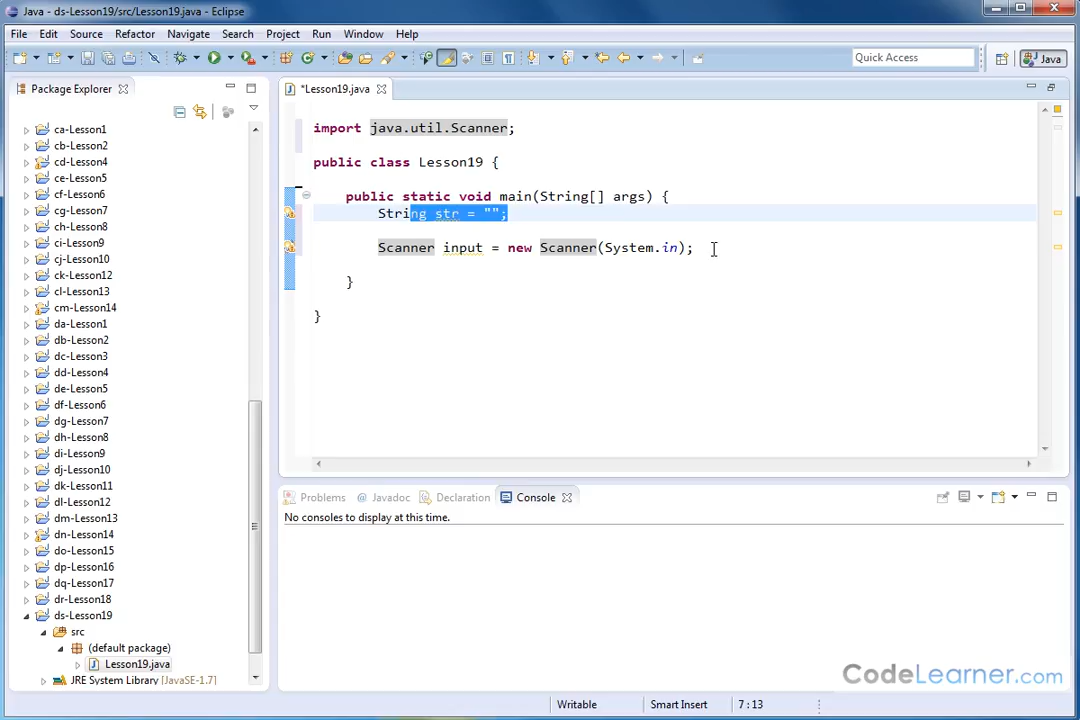 Java - ds-Lesson19/src/Lesson19.java - Eclipse
File Edit Source Refactor Navigate Search Project Run Window Help
Quick Access
Java
Package Explorer
*Lesson19.java
ca-Lesson1
cb-Lesson2
cd-Lesson4
ce-Lesson5
cf-Lesson6
cg-Lesson7
ch-Lesson8
ci-Lesson9
cj-Lesson10
ck-Lesson12
cl-Lesson13
cm-Lesson14
da-Lesson1
db-Lesson2
dc-Lesson3
dd-Lesson4
de-Lesson5
df-Lesson6
dg-Lesson7
dh-Lesson8
di-Lesson9
dj-Lesson10
dk-Lesson11
dl-Lesson12
dm-Lesson13
dn-Lesson14
do-Lesson15
dp-Lesson16
dq-Lesson17
dr-Lesson18
ds-Lesson19
src
(default package)
Lesson19.java
JRE System Library [JavaSE-1.7]
import java.util.Scanner;
public class Lesson19 {
public static void main(String[] args) {
String str = "";
Scanner input = new Scanner(System.in);
}
}
Problems @ Javadoc Declaration Console
No consoles to display at this time.
CodeLearner.com
Writable Smart Insert 7 : 13